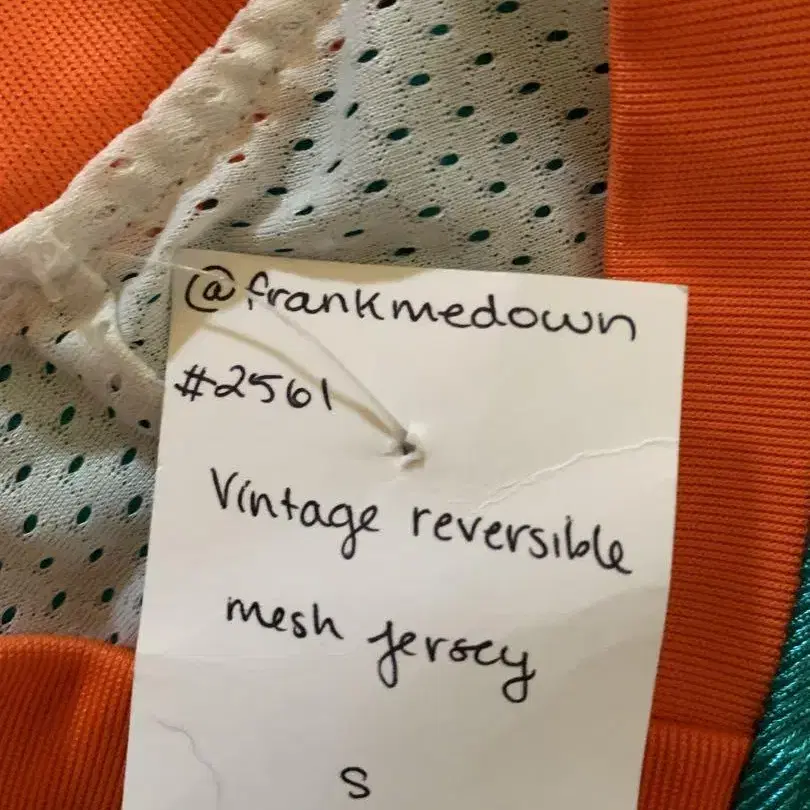 @frankmedown
#2561
Vintage reversible
mesh jersey
S